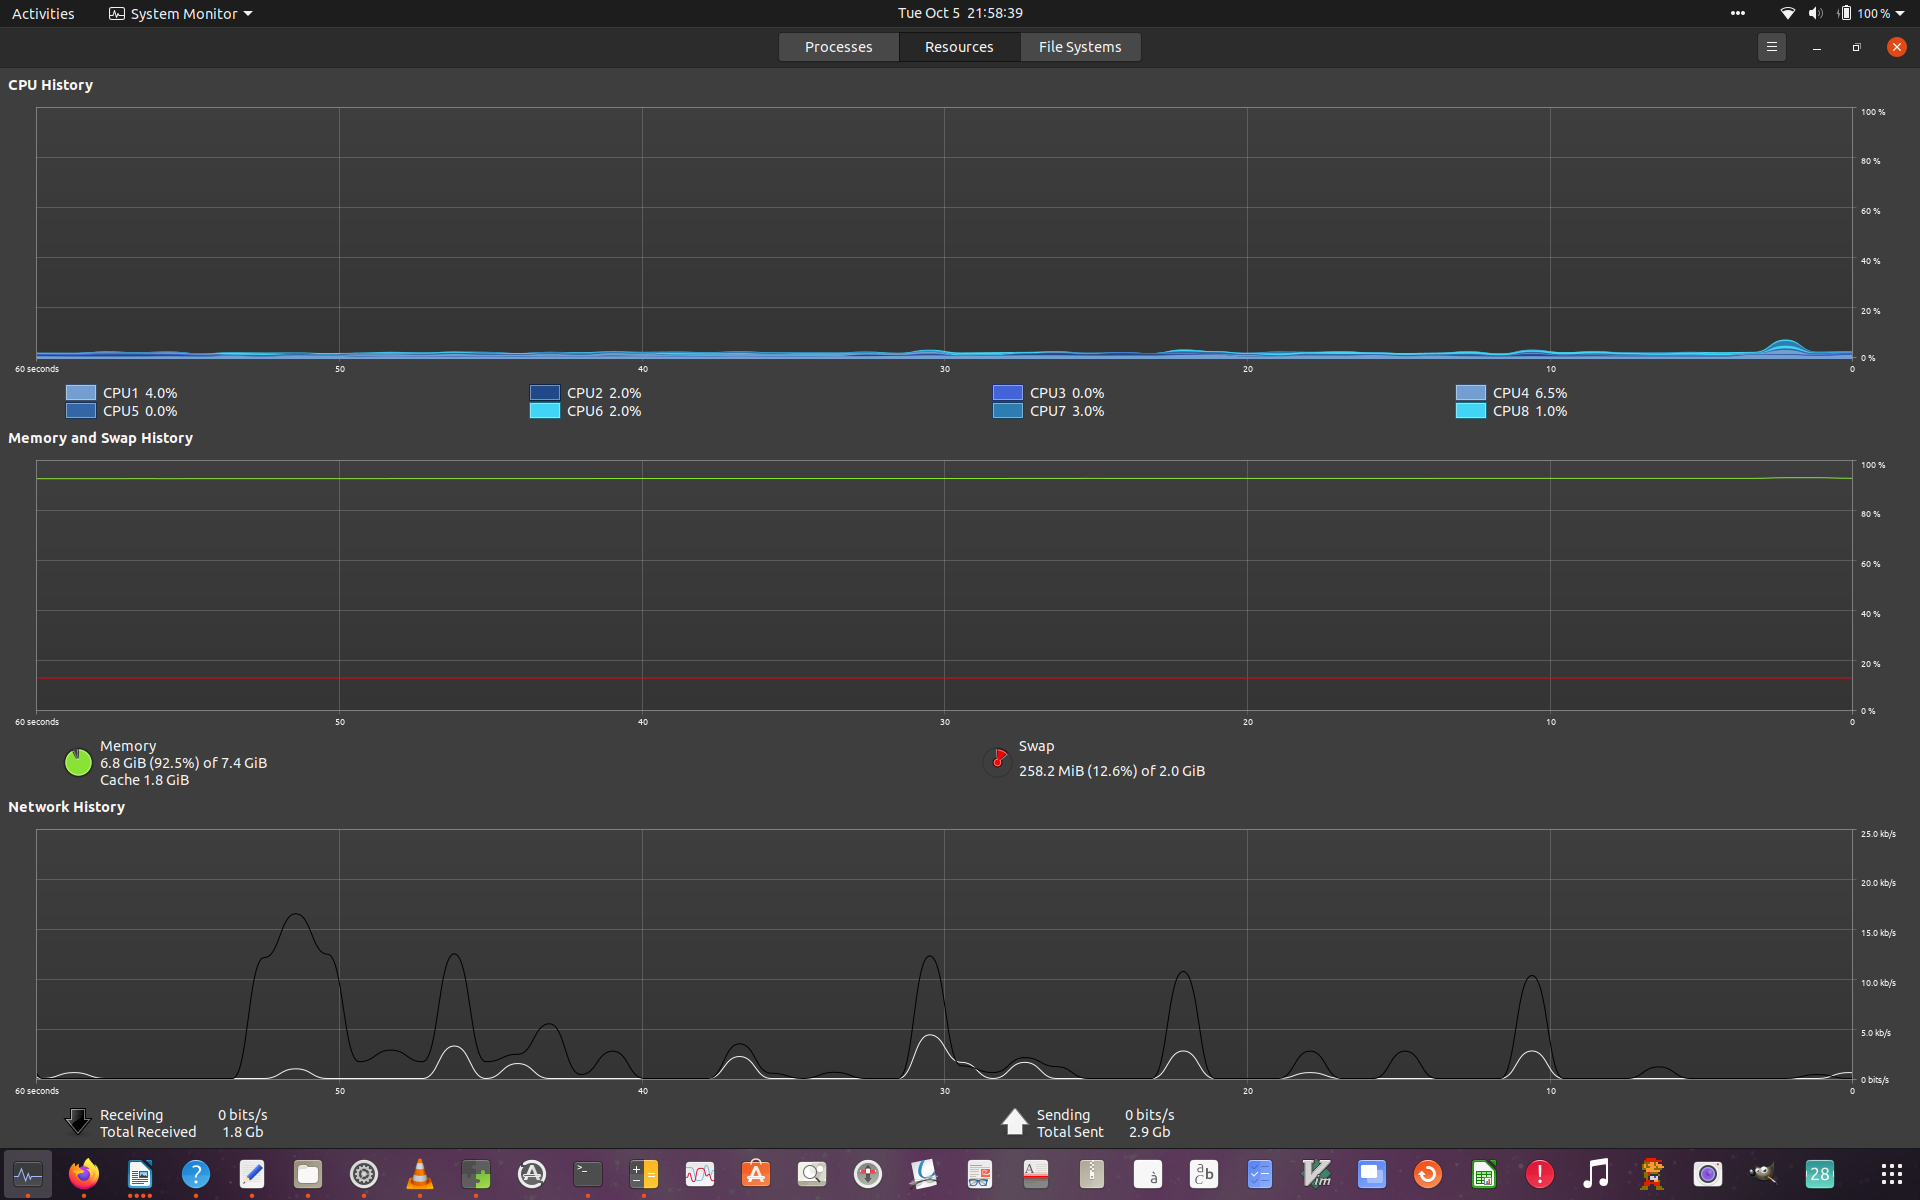 Activities
System Monitor
Tue Oct 5 21:58:39
100 %
Processes
Resources
File Systems
CPU History
100 %
80 %
60 %
40 %
20 %
0 %
60 seconds 50 40 30 20 10 0
CPU1 4.0% CPU2 2.0% CPU3 0.0% CPU4 6.5%
CPU5 0.0% CPU6 2.0% CPU7 3.0% CPU8 1.0%
Memory and Swap History
100 %
80 %
60 %
40 %
20 %
0 %
60 seconds 50 40 30 20 10 0
Memory
6.8 GiB (92.5%) of 7.4 GiB
Cache 1.8 GiB
Swap
258.2 MiB (12.6%) of 2.0 GiB
Network History
25.0 kb/s
20.0 kb/s
15.0 kb/s
10.0 kb/s
5.0 kb/s
0 bits/s
60 seconds 50 40 30 20 10 0
Receiving 0 bits/s
Total Received 1.8 Gb
Sending 0 bits/s
Total Sent 2.9 Gb
?
>_
A
à
a b c
Vim
!
28